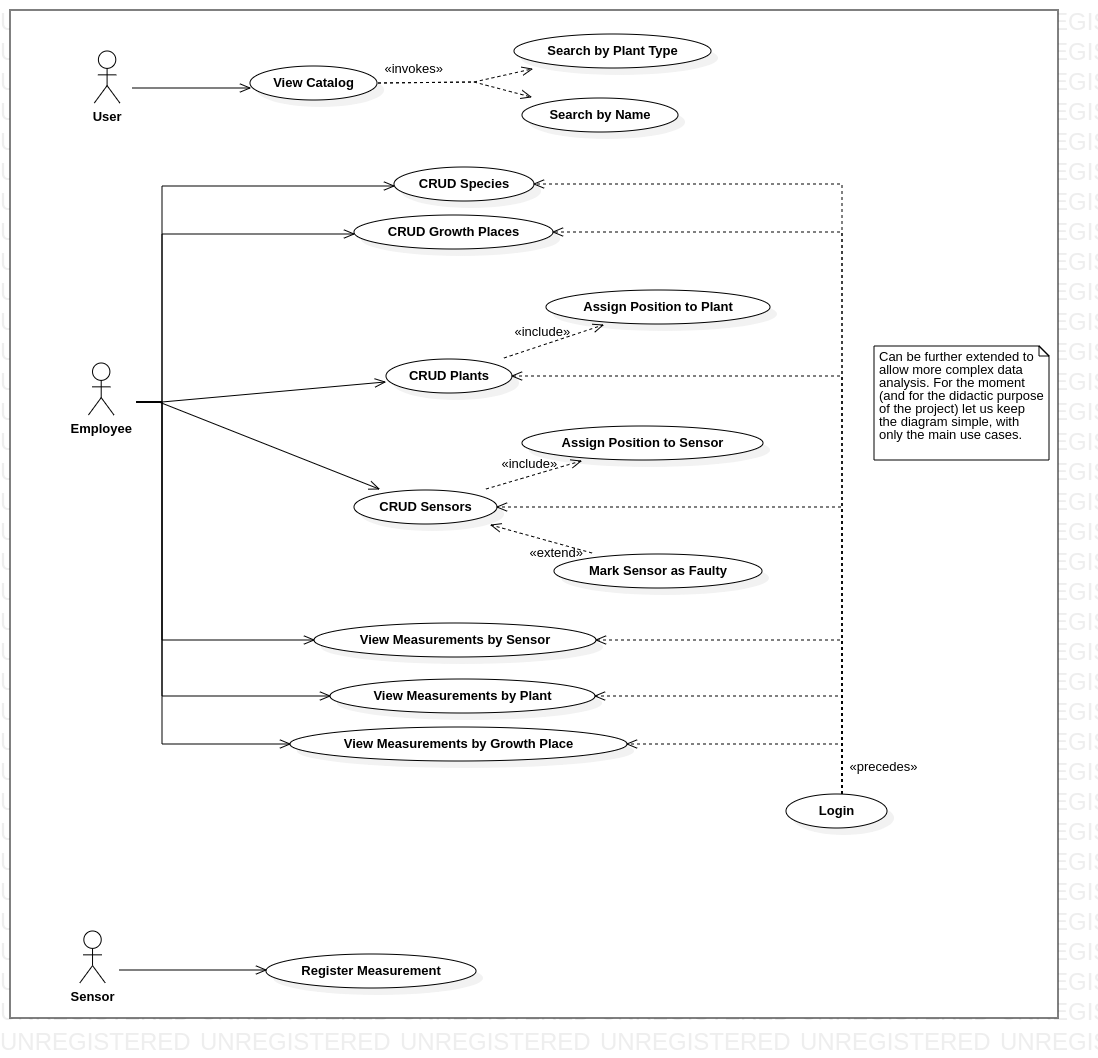 «invokes»
Search by Plant Type
View Catalog
Search by Name
User
CRUD Species
CRUD Growth Places
Assign Position to Plant
«include»
CRUD Plants
Can be further extended to
allow more complex data
analysis. For the moment
(and for the didactic purpose
of the project) let us keep
the diagram simple, with
only the main use cases.
Employee
Assign Position to Sensor
«include»
CRUD Sensors
«extend»
Mark Sensor as Faulty
View Measurements by Sensor
View Measurements by Plant
View Measurements by Growth Place
«precedes»
Login
Register Measurement
Sensor
UNREGISTERED UNREGISTERED UNREGISTERED UNREGISTERED UNREGISTERED UNREGIS